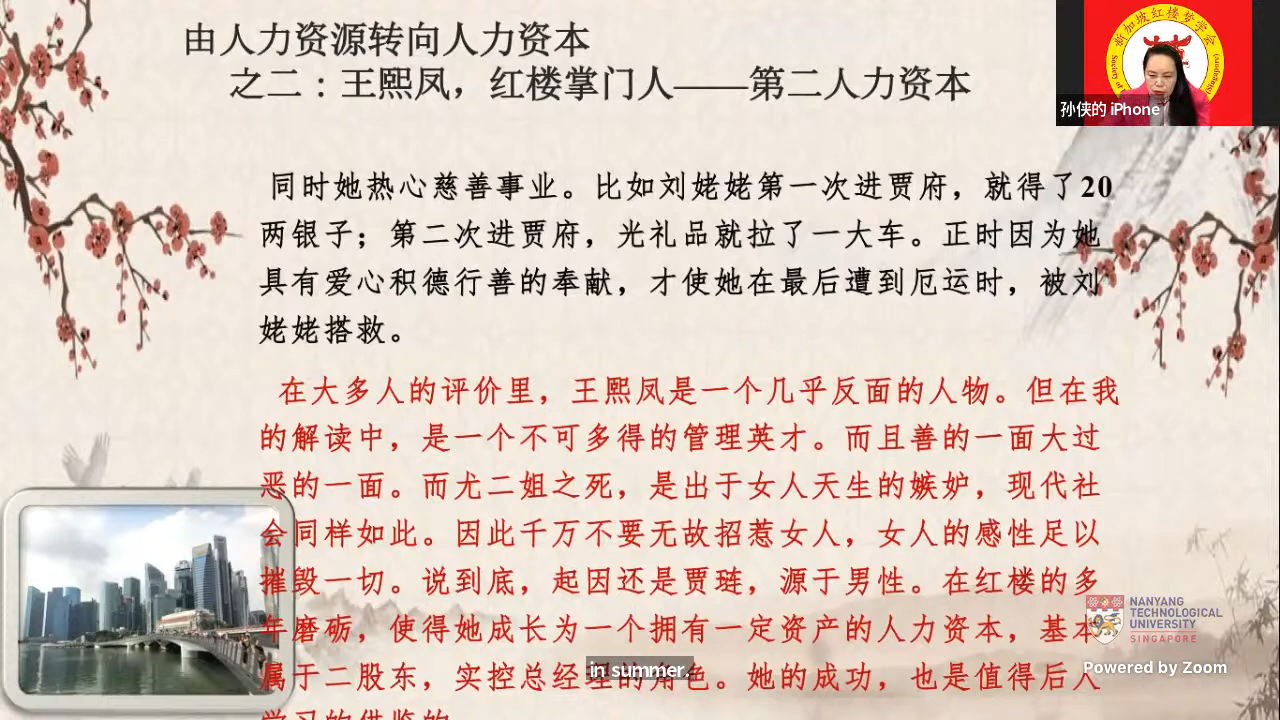 由人力资源转向人力资本
之二：王熙凤，红楼掌门人——第二人力资本
新加坡红楼梦学会
孙侠的 iPhone
同时她热心慈善事业。比如刘姥姥第一次进贾府，就得了20
两银子；第二次进贾府，光礼品就拉了一大车。正时因为她
具有爱心积德行善的奉献，才使她在最后遭到厄运时，被刘
姥姥搭救。
在大多人的评价里，王熙凤是一个几乎反面的人物。但在我
的解读中，是一个不可多得的管理英才。而且善的一面大过
恶的一面。而尤二姐之死，是出于女人天生的嫉妒，现代社
会同样如此。因此千万不要无故招惹女人，女人的感性足以
摧毁一切。说到底，起因还是贾琏，源于男性。在红楼的多
年磨砺，使得她成长为一个拥有一定资产的人力资本，基本
属于二股东，实控总经理的角色。她的成功，也是值得后人
学习的借鉴的
NANYANG
TECHNOLOGICAL
UNIVERSITY
SINGAPORE
Powered by Zoom
in summer.